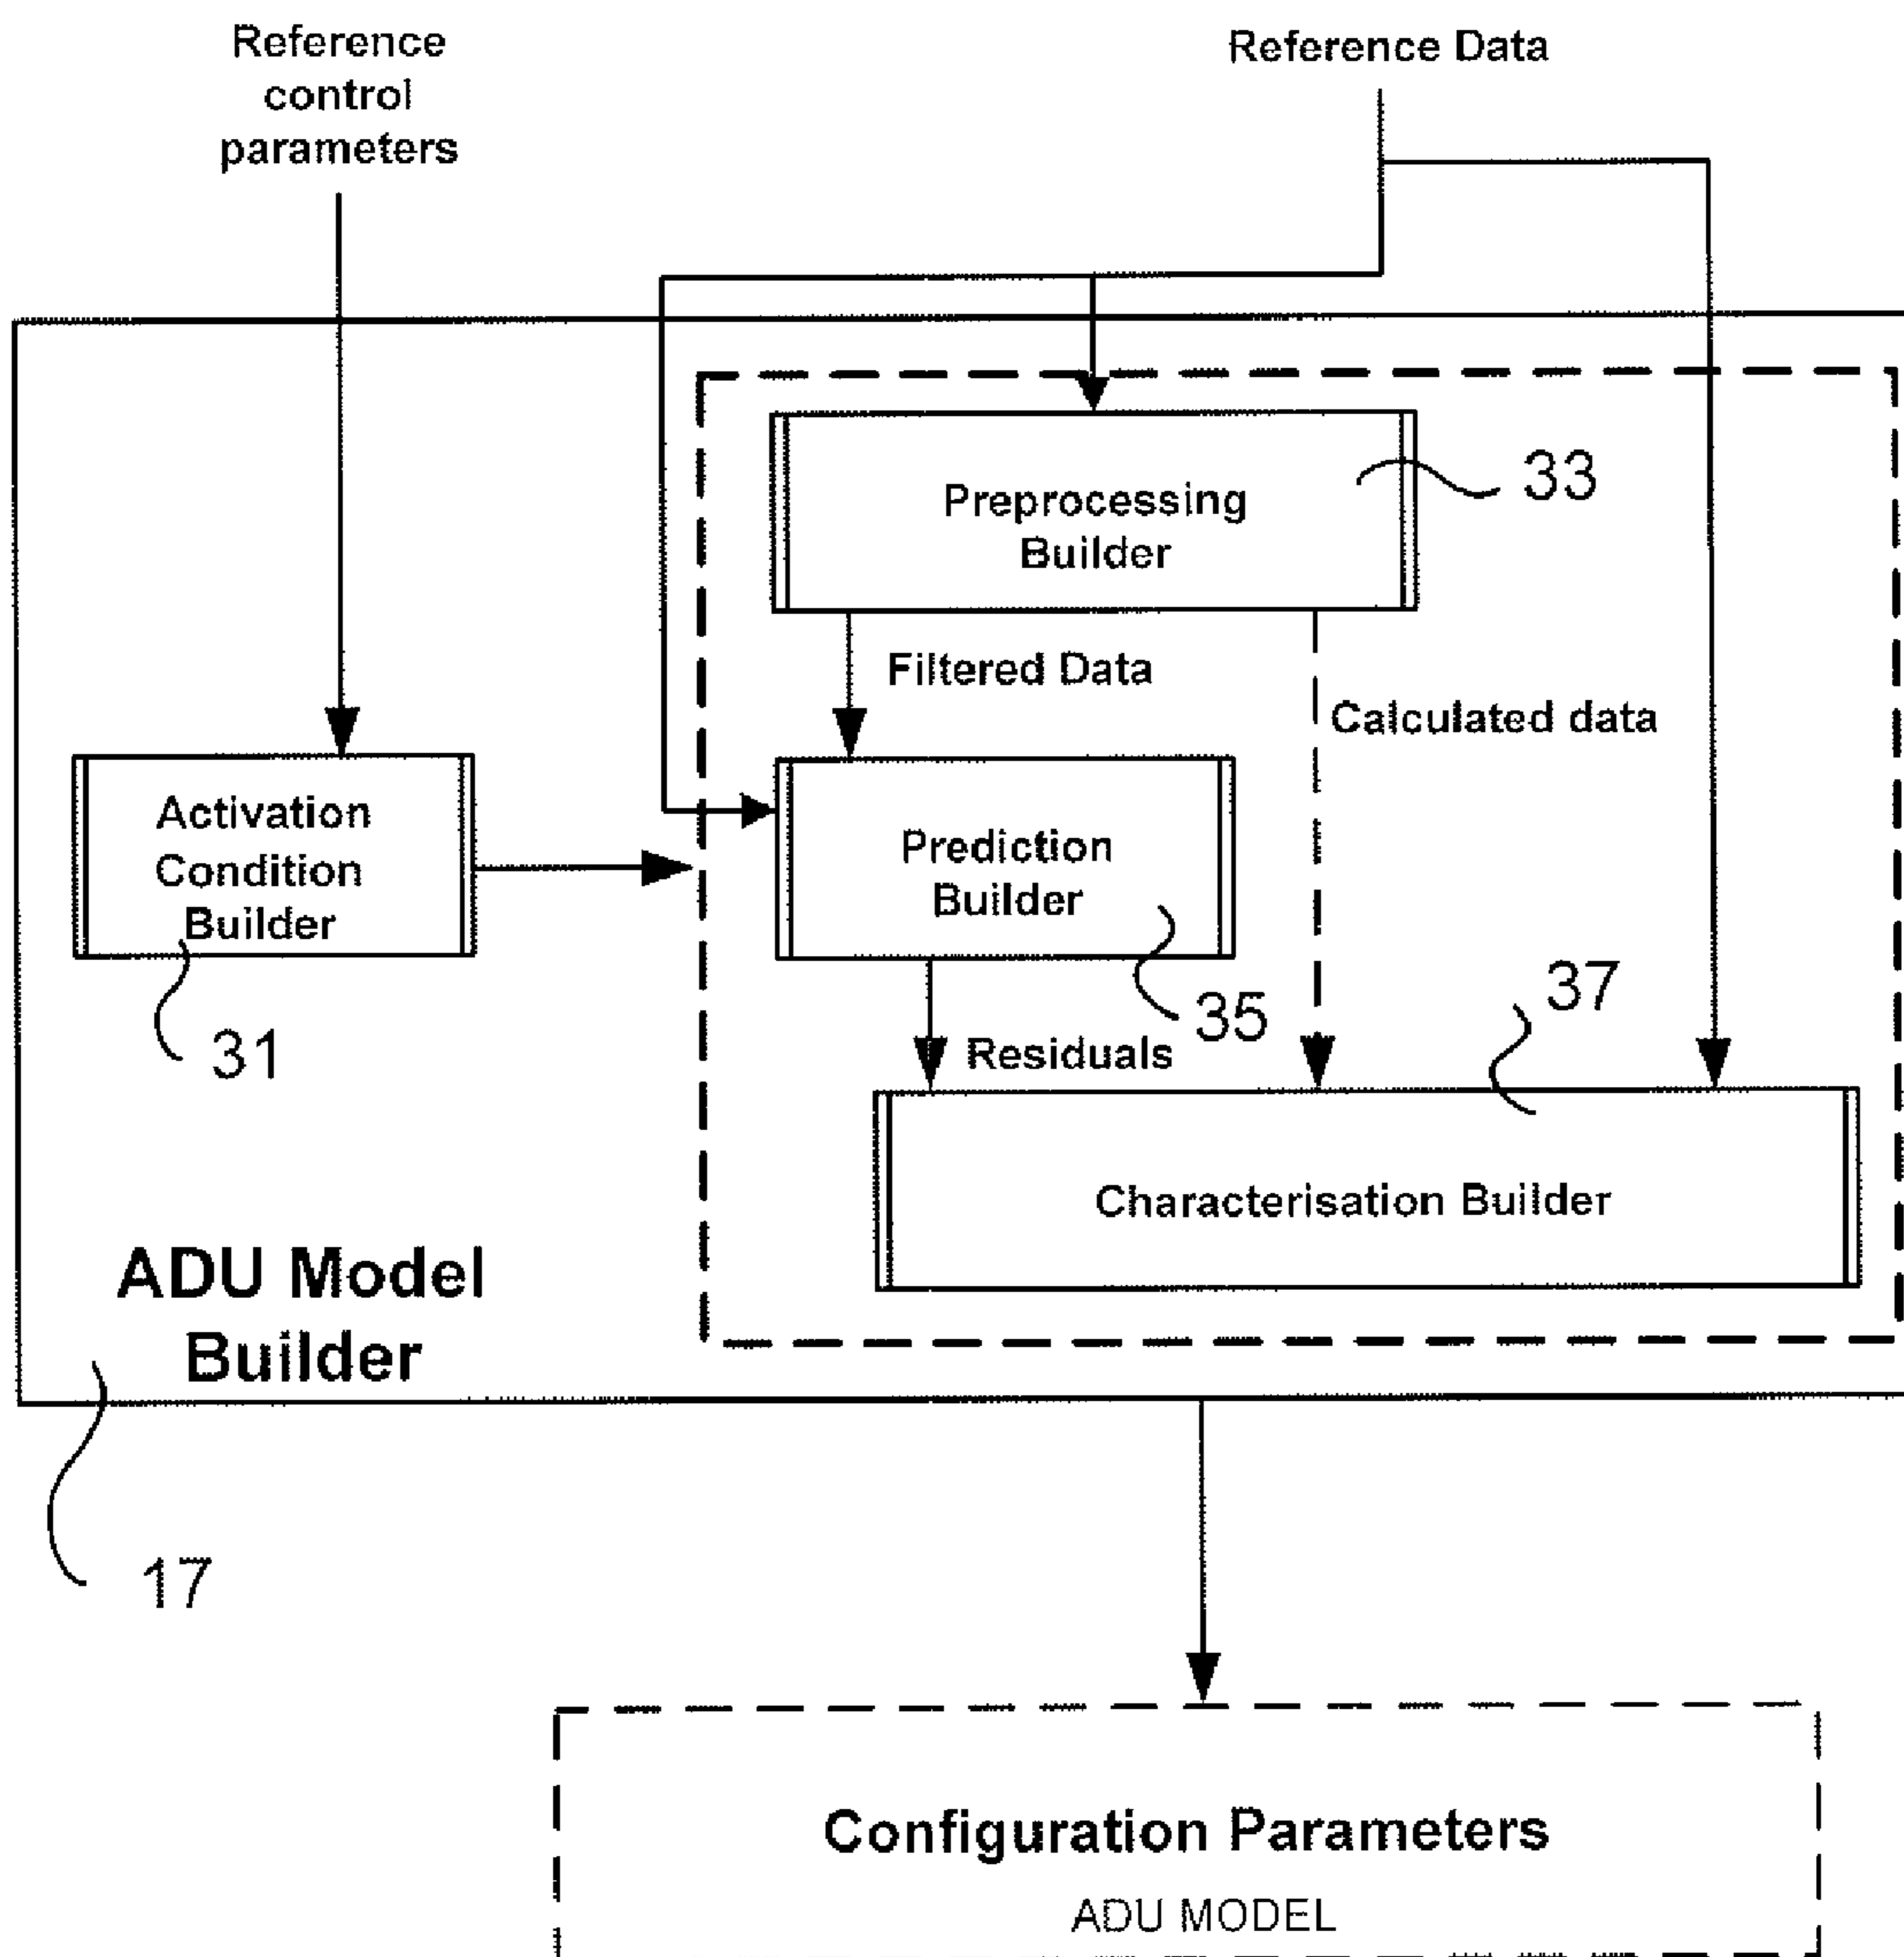 Reference
control
parameters
Reference Data
Preprocessing
Builder
33
Filtered Data
Calculated data
Activation
Condition
Builder
31
Prediction
Builder
35
37
Residuals
Characterisation Builder
ADU Model
Builder
17
Configuration Parameters
ADU MODEL